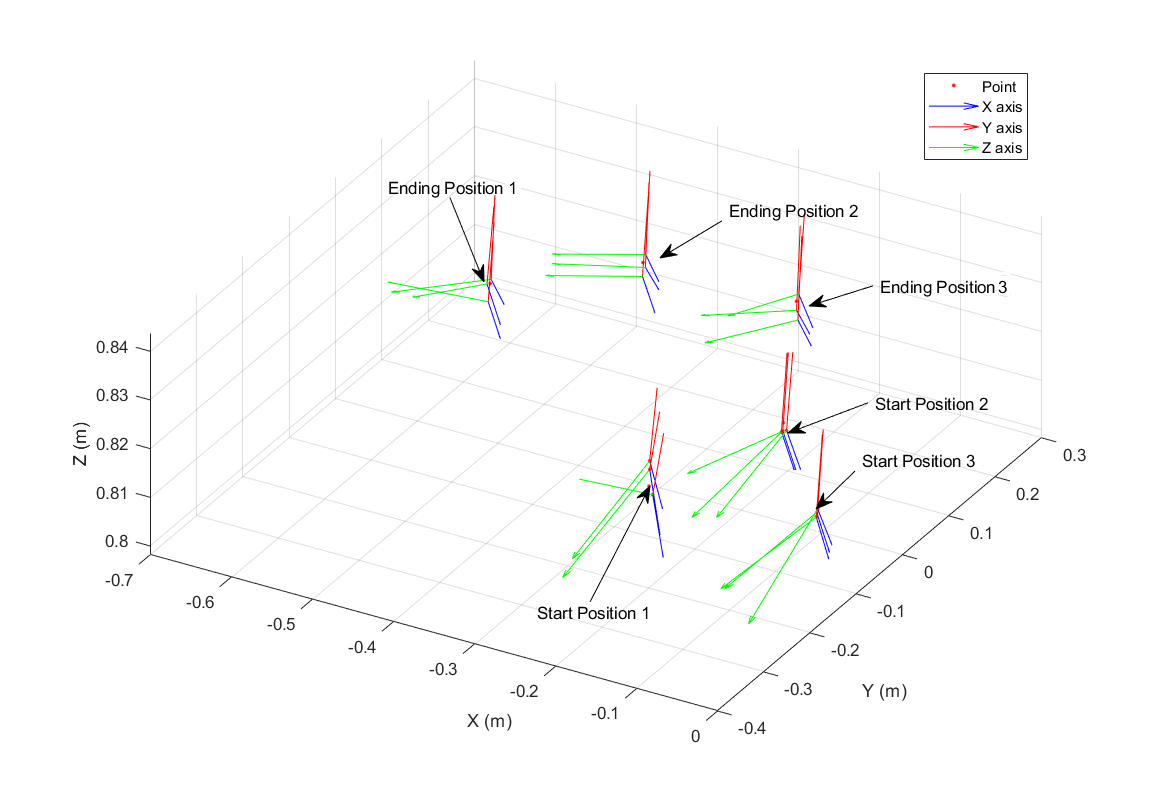 Point
X axis
Y axis
Z axis
Ending Position 1
Ending Position 2
Ending Position 3
Start Position 2
Start Position 3
Start Position 1
0.84
0.83
0.82
0.81
0.8
Z (m)
-0.7
-0.6
-0.5
-0.4
-0.3
-0.2
-0.1
0
X (m)
-0.4
-0.3
-0.2
-0.1
0
0.1
0.2
0.3
Y (m)